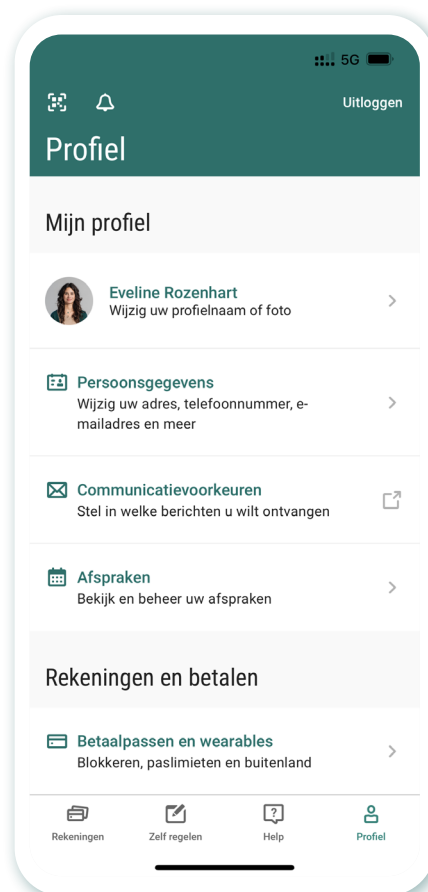 5G
Uitloggen
Profiel
Mijn profiel
Eveline Rozenhart
Wijzig uw profielnaam of foto
Persoonsgegevens
Wijzig uw adres, telefoonnummer, e-
mailadres en meer
Communicatievoorkeuren
Stel in welke berichten u wilt ontvangen
Afspraken
Bekijk en beheer uw afspraken
Rekeningen en betalen
Betaalpassen en wearables
Blokkeren, paslimieten en buitenland
Rekeningen
Zelf regelen
Help
Profiel